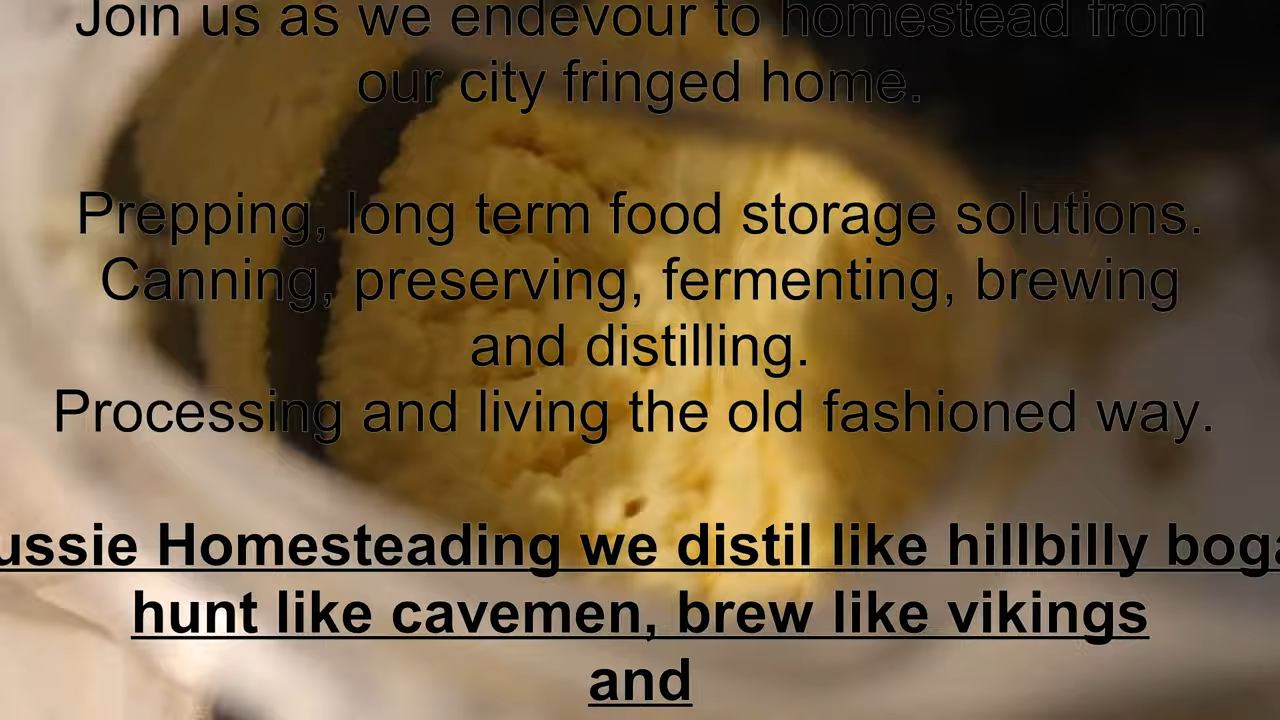 Join us as we endevour to homestead from
our city fringed home.
Prepping, long term food storage solutions.
Canning, preserving, fermenting, brewing
and distilling.
Processing and living the old fashioned way.
Homesteading we distil like hillbilly
hunt like cavemen, brew like vikings
and